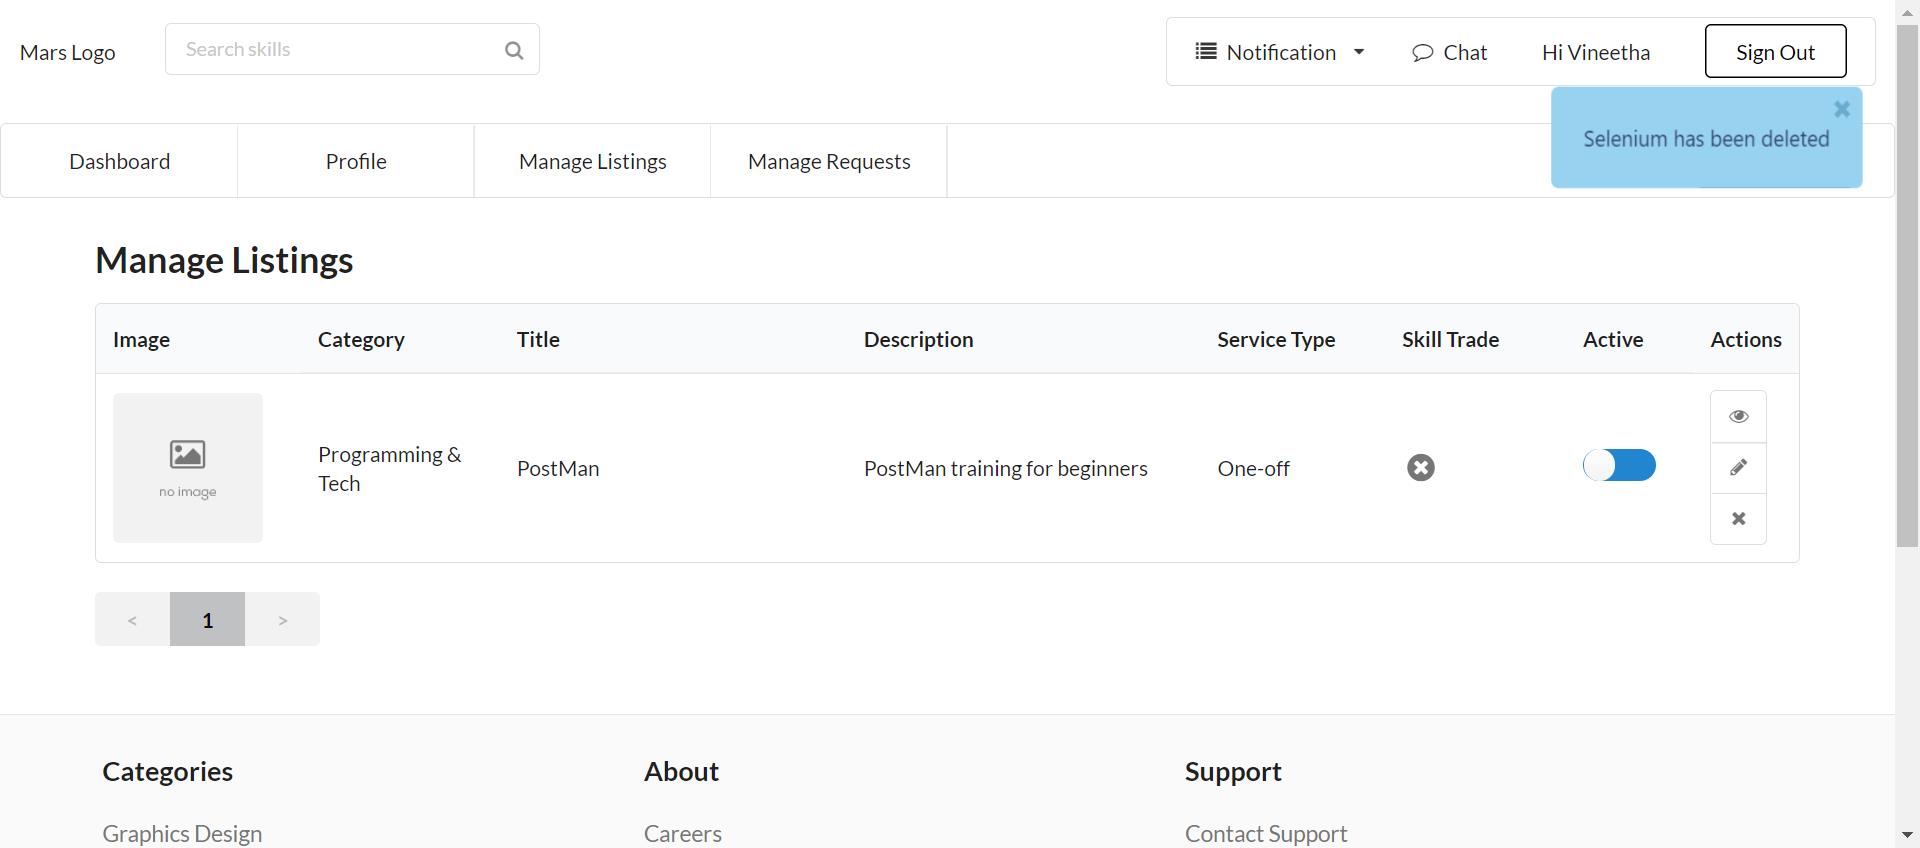 Mars Logo
Search skills
Notification
Chat
Hi Vineetha
Sign Out
Selenium has been deleted
Dashboard
Profile
Manage Listings
Manage Requests
Manage Listings
Image
Category
Title
Description
Service Type
Skill Trade
Active
Actions
no image
Programming &
Tech
PostMan
PostMan training for beginners
One-off
<
1
>
Categories
About
Support
Graphics Design
Careers
Contact Support